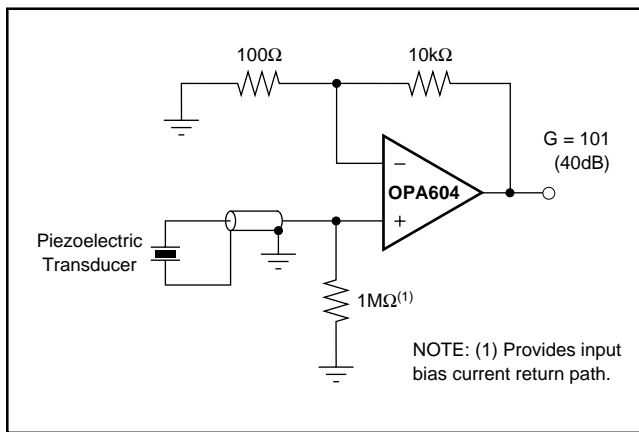 100Ω
10kΩ
G = 101
(40dB)
−
OPA604
+
Piezoelectric
Transducer
1MΩ(1)
NOTE: (1) Provides input
bias current return path.